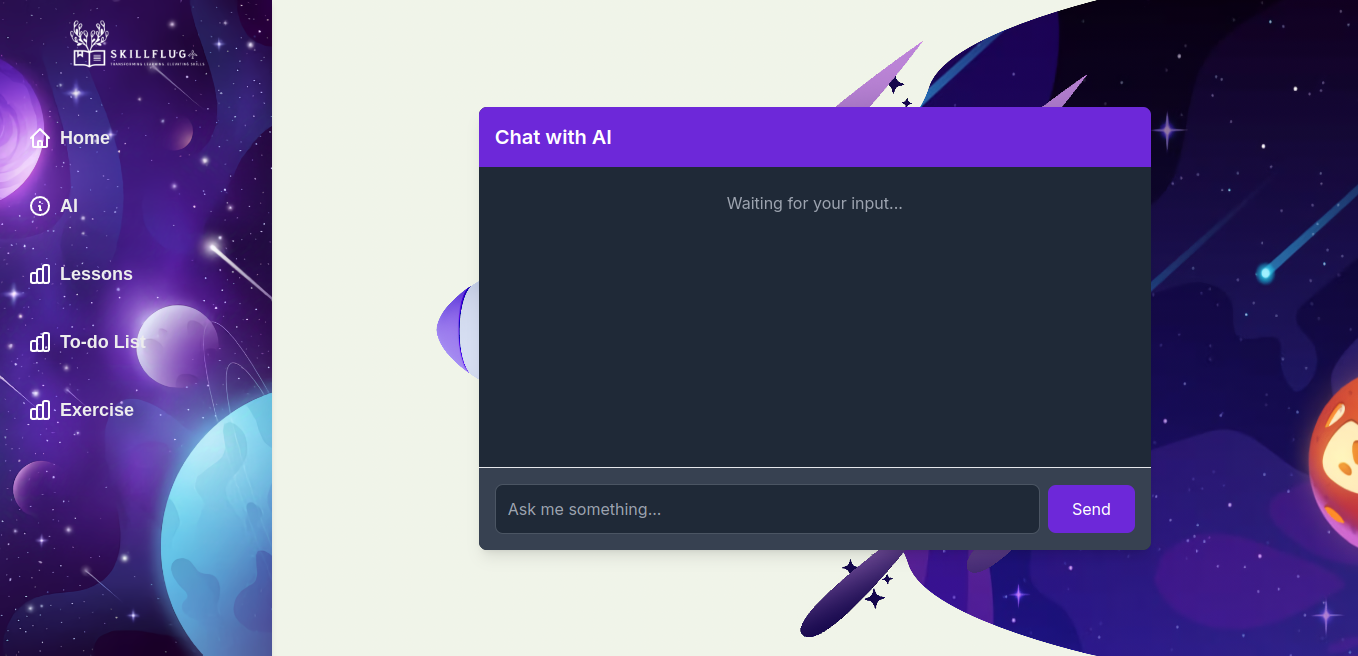 SKILLFLUG
TRANSFORMING LEARNING. ELEVATING SKILLS
Home
AI
Lessons
To-do List
Exercise
Chat with AI
Waiting for your input...
Ask me something...
Send